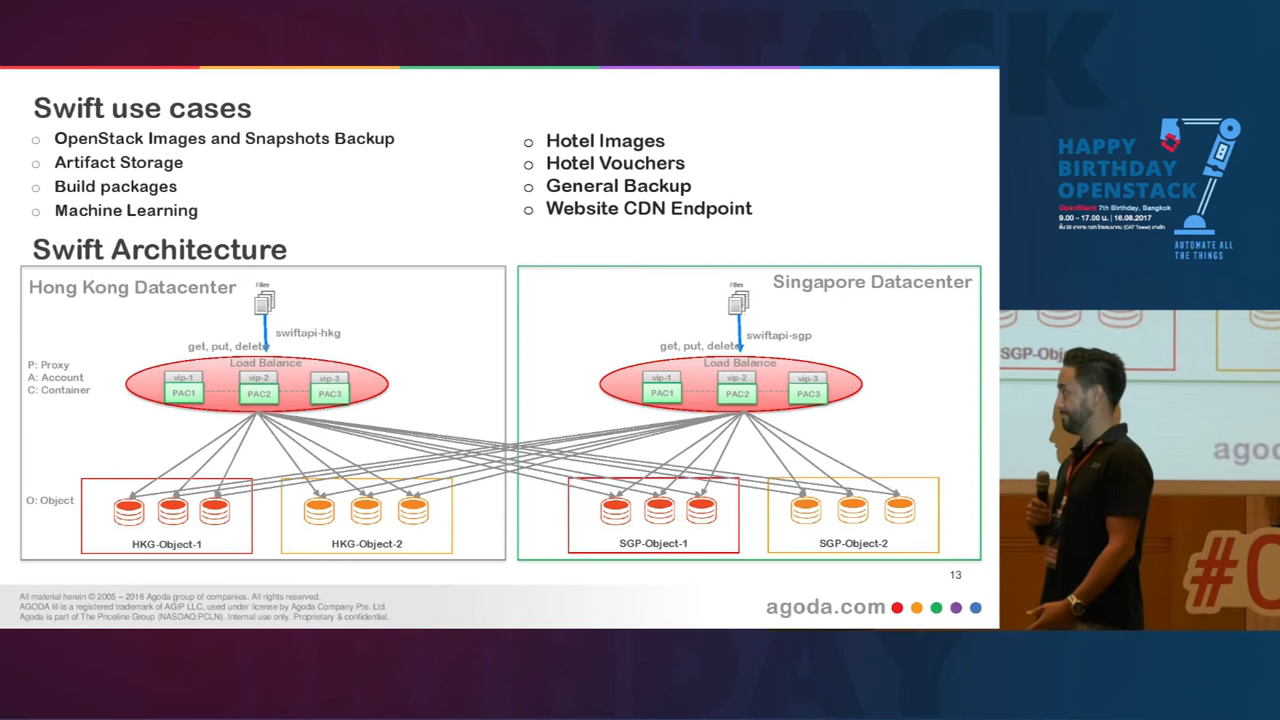 Swift use cases
OpenStack Images and Snapshots Backup
Artifact Storage
Build packages
Machine Learning
Hotel Images
Hotel Vouchers
General Backup
Website CDN Endpoint
Swift Architecture
Hong Kong Datacenter
Files
swiftapi-hkg
get, put, delete
Load Balance
P: Proxy
A: Account
C: Container
vip-1
vip-2
vip-3
PAC1
PAC2
PAC3
O: Object
HKG-Object-1
HKG-Object-2
Singapore Datacenter
Files
swiftapi-sgp
get, put, delete
Load Balance
vip-1
vip-2
vip-3
PAC1
PAC2
PAC3
SGP-Object-1
SGP-Object-2
13
All material herein © 2005 – 2016 Agoda group of companies. All rights reserved.
AGODA ® is a registered trademark of AGIP LLC, used under license by Agoda Company Pte. Ltd.
Agoda is part of The Priceline Group (NASDAQ:PCLN). Internal use only. Proprietary & confidential.
agoda.com
HAPPY
BIRTHDAY
OPENSTACK
7
OpenStack 7th Birthday, Bangkok
9.00 - 17.00 น. | 16.08.2017
AUTOMATE ALL
THE THINGS
SGP-Obj
agod
#
OPENSTACK
BIRTHDAY